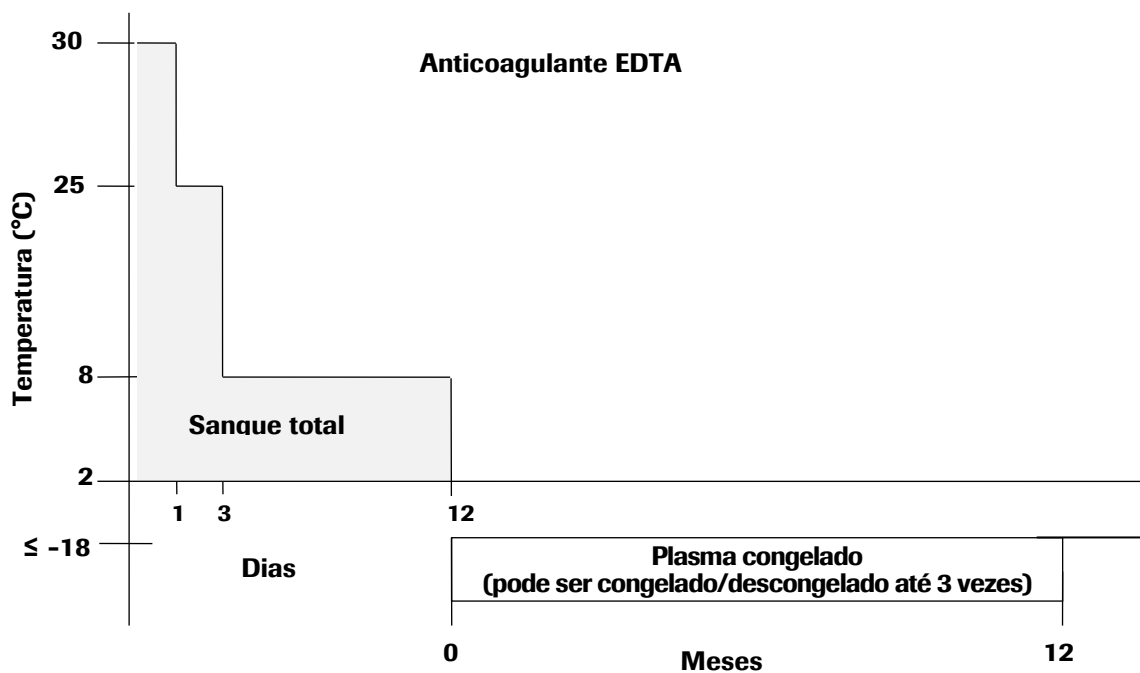 30
Anticoagulante EDTA
25
Temperatura (°C)
8
Sangue total
2
1
3
12
≤ -18
Dias
Plasma congelado
(pode ser congelado/descongelado até 3 vezes)
0
Meses
12